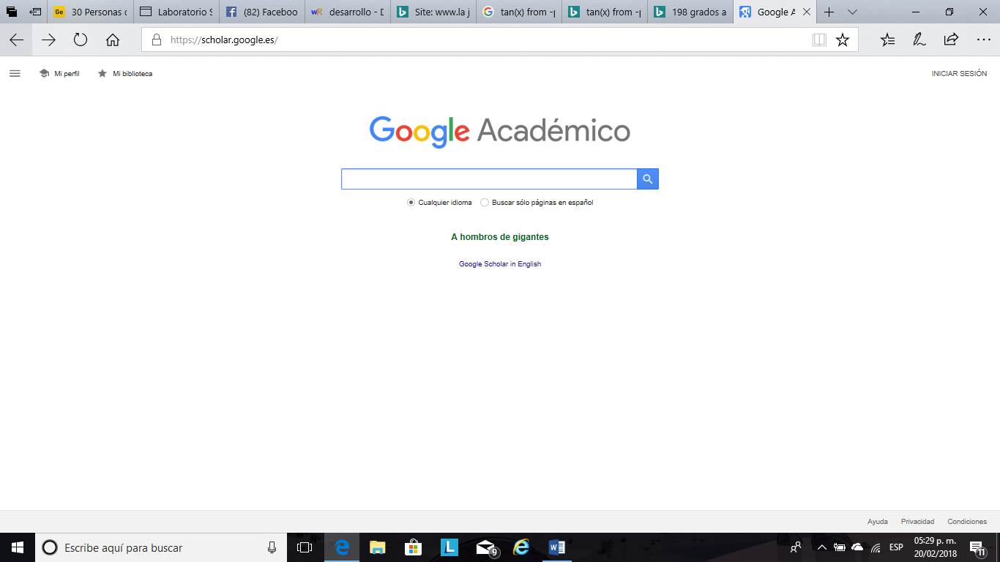 Ge 30 Personas c
Laboratorio S
(82) Faceboo
wR desarrollo - D
Site: www.la j
tan(x) from -p
tan(x) from -p
198 grados a
Google A
https://scholar.google.es/
Mi perfil
Mi biblioteca
INICIAR SESIÓN
Google Académico
Cualquier idioma
Buscar sólo páginas en español
A hombros de gigantes
Google Scholar in English
Ayuda
Privacidad
Condiciones
Escribe aquí para buscar
L
9
ESP
05:29 p. m.
20/02/2018
11